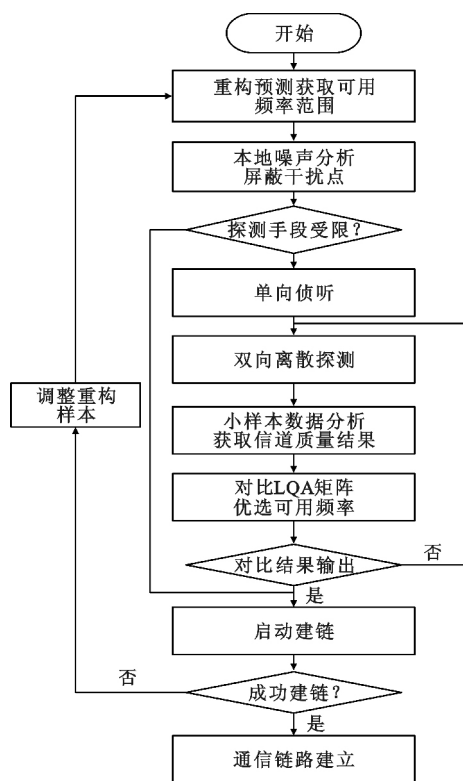 开始
重构预测获取可用
频率范围
本地噪声分析
屏蔽干扰点
探测手段受限?
单向侦听
双向离散探测
调整重构
样本
小样本数据分析
获取信道质量结果
对比LQA矩阵
优选可用频率
对比结果输出
否
是
启动建链
否
成功建链?
是
通信链路建立